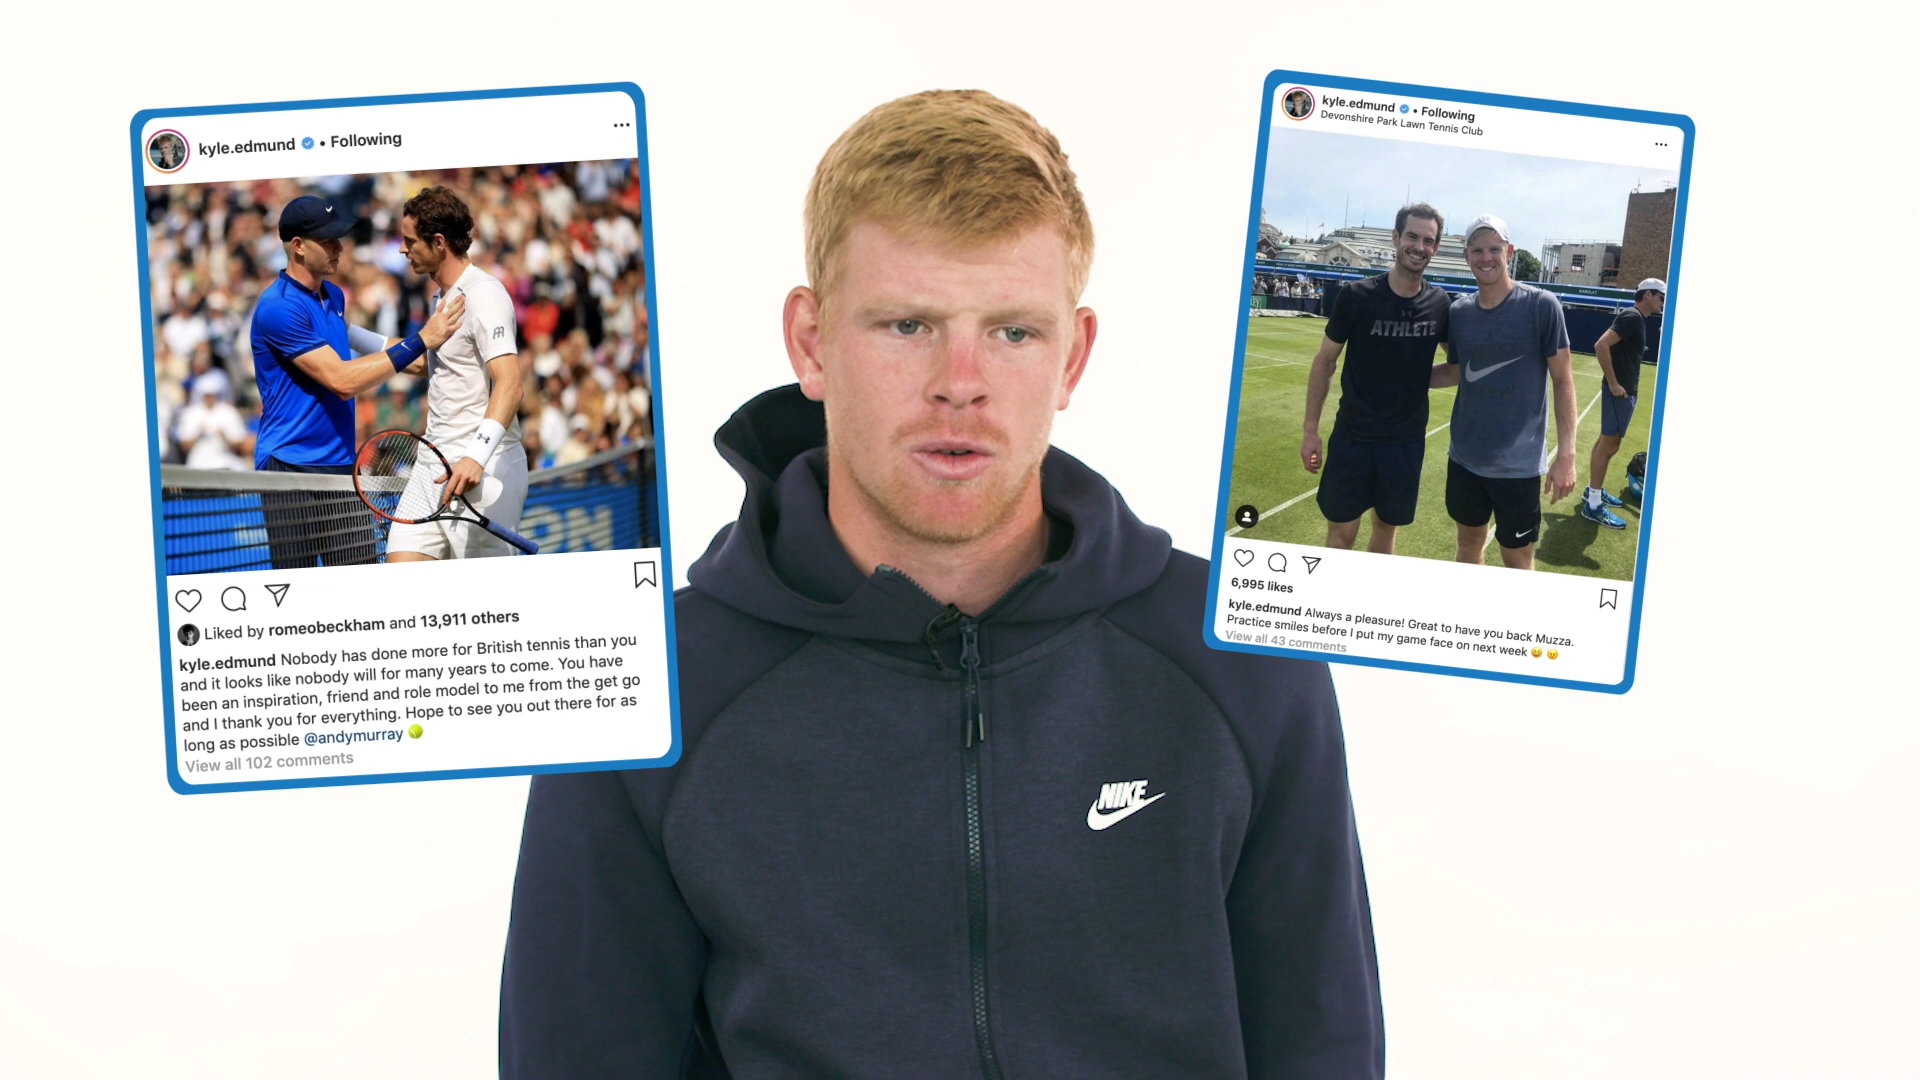 kyle.edmund • Following
ON
Liked by romeobeckham and 13,911 others
kyle.edmund Nobody has done more for British tennis than you
and it looks like nobody will for many years to come. You have
been an inspiration, friend and role model to me from the get go
and I thank you for everything. Hope to see you out there for as
long as possible @andymurray 🎾
View all 102 comments
kyle.edmund • Following
Devonshire Park Lawn Tennis Club
ATHLETE
6,995 likes
kyle.edmund Always a pleasure! Great to have you back Muzza.
Practice smiles before I put my game face on next week 😀 😠
View all 43 comments
NIKE